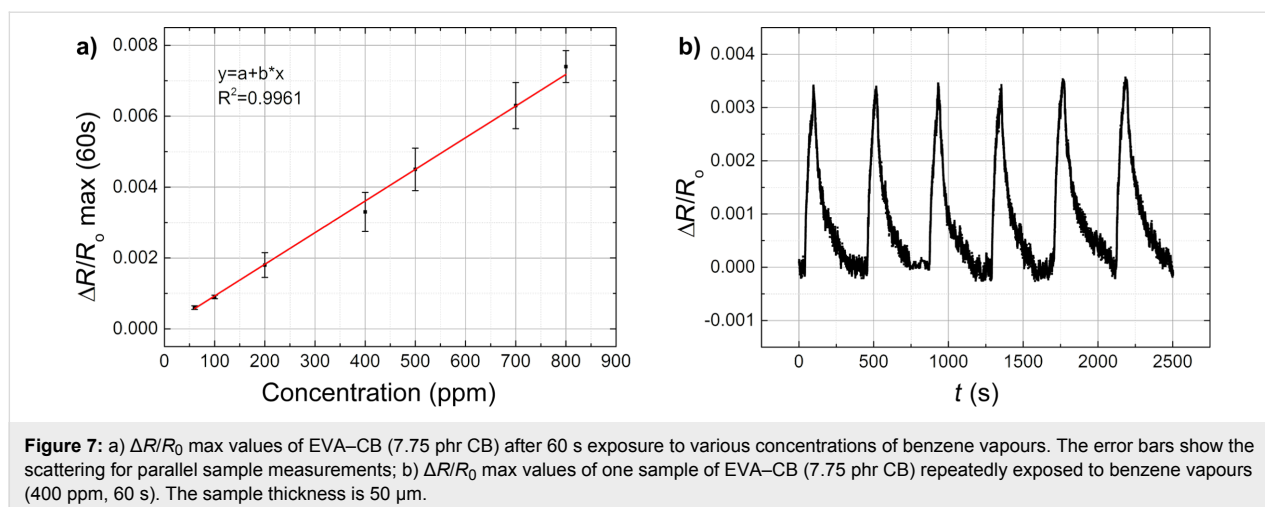 a)
y=a+b*x
R²=0.9961
ΔR/Rₒ max (60s)
0.008
0.006
0.004
0.002
0.000
0 100 200 300 400 500 600 700 800 900
Concentration (ppm)
b)
ΔR/Rₒ
0.004
0.003
0.002
0.001
0.000
-0.001
0 500 1000 1500 2000 2500
t (s)
Figure 7: a) ΔR/R₀ max values of EVA–CB (7.75 phr CB) after 60 s exposure to various concentrations of benzene vapours. The error bars show the
scattering for parallel sample measurements; b) ΔR/R₀ max values of one sample of EVA–CB (7.75 phr CB) repeatedly exposed to benzene vapours
(400 ppm, 60 s). The sample thickness is 50 μm.